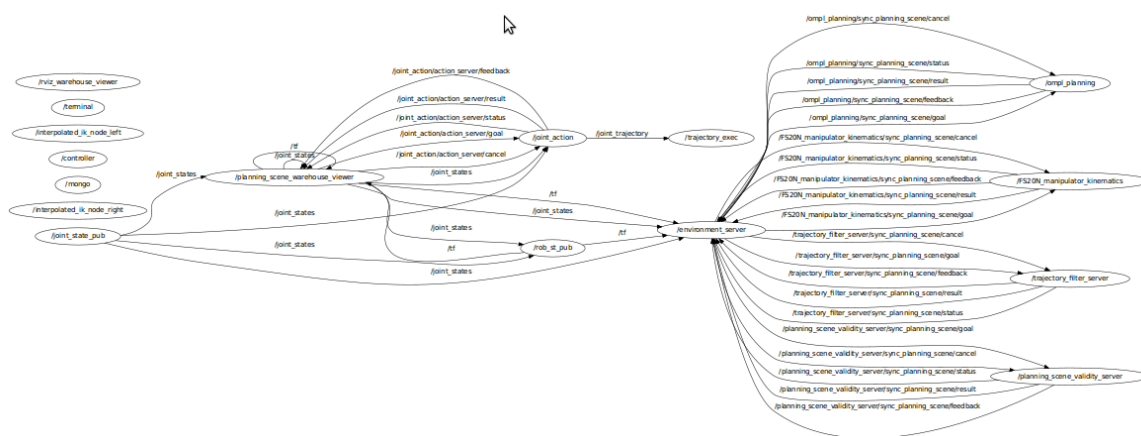 /rviz_warehouse_viewer
/terminal
/interpolated_ik_node_left
/controller
/mongo
/interpolated_ik_node_right
/joint_state_pub
/joint_states
/tf
/joint_states
/planning_scene_warehouse_viewer
/joint_action/action_server/feedback
/joint_action/action_server/result
/joint_action/action_server/status
/joint_action/action_server/goal
/joint_action/action_server/cancel
/joint_states
/joint_action
/joint_trajectory
/trajectory_exec
/tf
/joint_states
/joint_states
/joint_states
/joint_states
/tf
/joint_states
/rob_st_pub
/tf
/environment_server
/ompl_planning/sync_planning_scene/cancel
/ompl_planning/sync_planning_scene/status
/ompl_planning/sync_planning_scene/result
/ompl_planning/sync_planning_scene/feedback
/ompl_planning/sync_planning_scene/goal
/ompl_planning
/FS20N_manipulator_kinematics/sync_planning_scene/cancel
/FS20N_manipulator_kinematics/sync_planning_scene/status
/FS20N_manipulator_kinematics/sync_planning_scene/feedback
/FS20N_manipulator_kinematics/sync_planning_scene/result
/FS20N_manipulator_kinematics/sync_planning_scene/goal
/FS20N_manipulator_kinematics
/trajectory_filter_server/sync_planning_scene/cancel
/trajectory_filter_server/sync_planning_scene/goal
/trajectory_filter_server/sync_planning_scene/feedback
/trajectory_filter_server/sync_planning_scene/result
/trajectory_filter_server/sync_planning_scene/status
/trajectory_filter_server
/planning_scene_validity_server/sync_planning_scene/goal
/planning_scene_validity_server/sync_planning_scene/cancel
/planning_scene_validity_server/sync_planning_scene/status
/planning_scene_validity_server/sync_planning_scene/result
/planning_scene_validity_server/sync_planning_scene/feedback
/planning_scene_validity_server